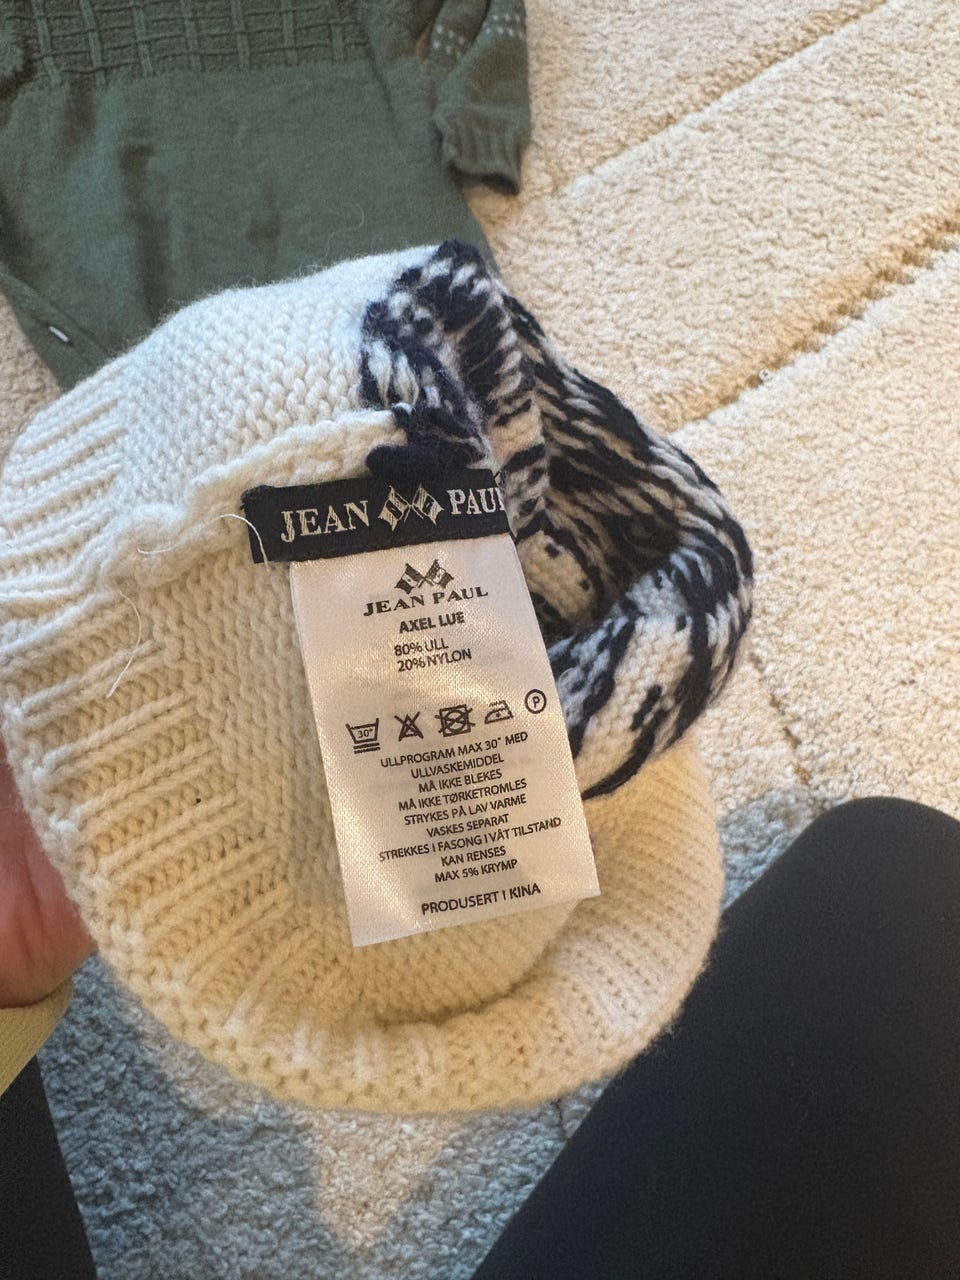 JEAN PAUL
JEAN PAUL
AXEL LUE
80% ULL
20% NYLON
30° P
ULLPROGRAM MAX 30° MED
ULLVASKEMIDDEL
MÅ IKKE BLEKES
MÅ IKKE TØRKETROMLES
STRYKES PÅ LAV VARME
VASKES SEPARAT
STREKKES I FASONG I VÅT TILSTAND
KAN RENSES
MAX 5% KRYMP
PRODUSERT I KINA